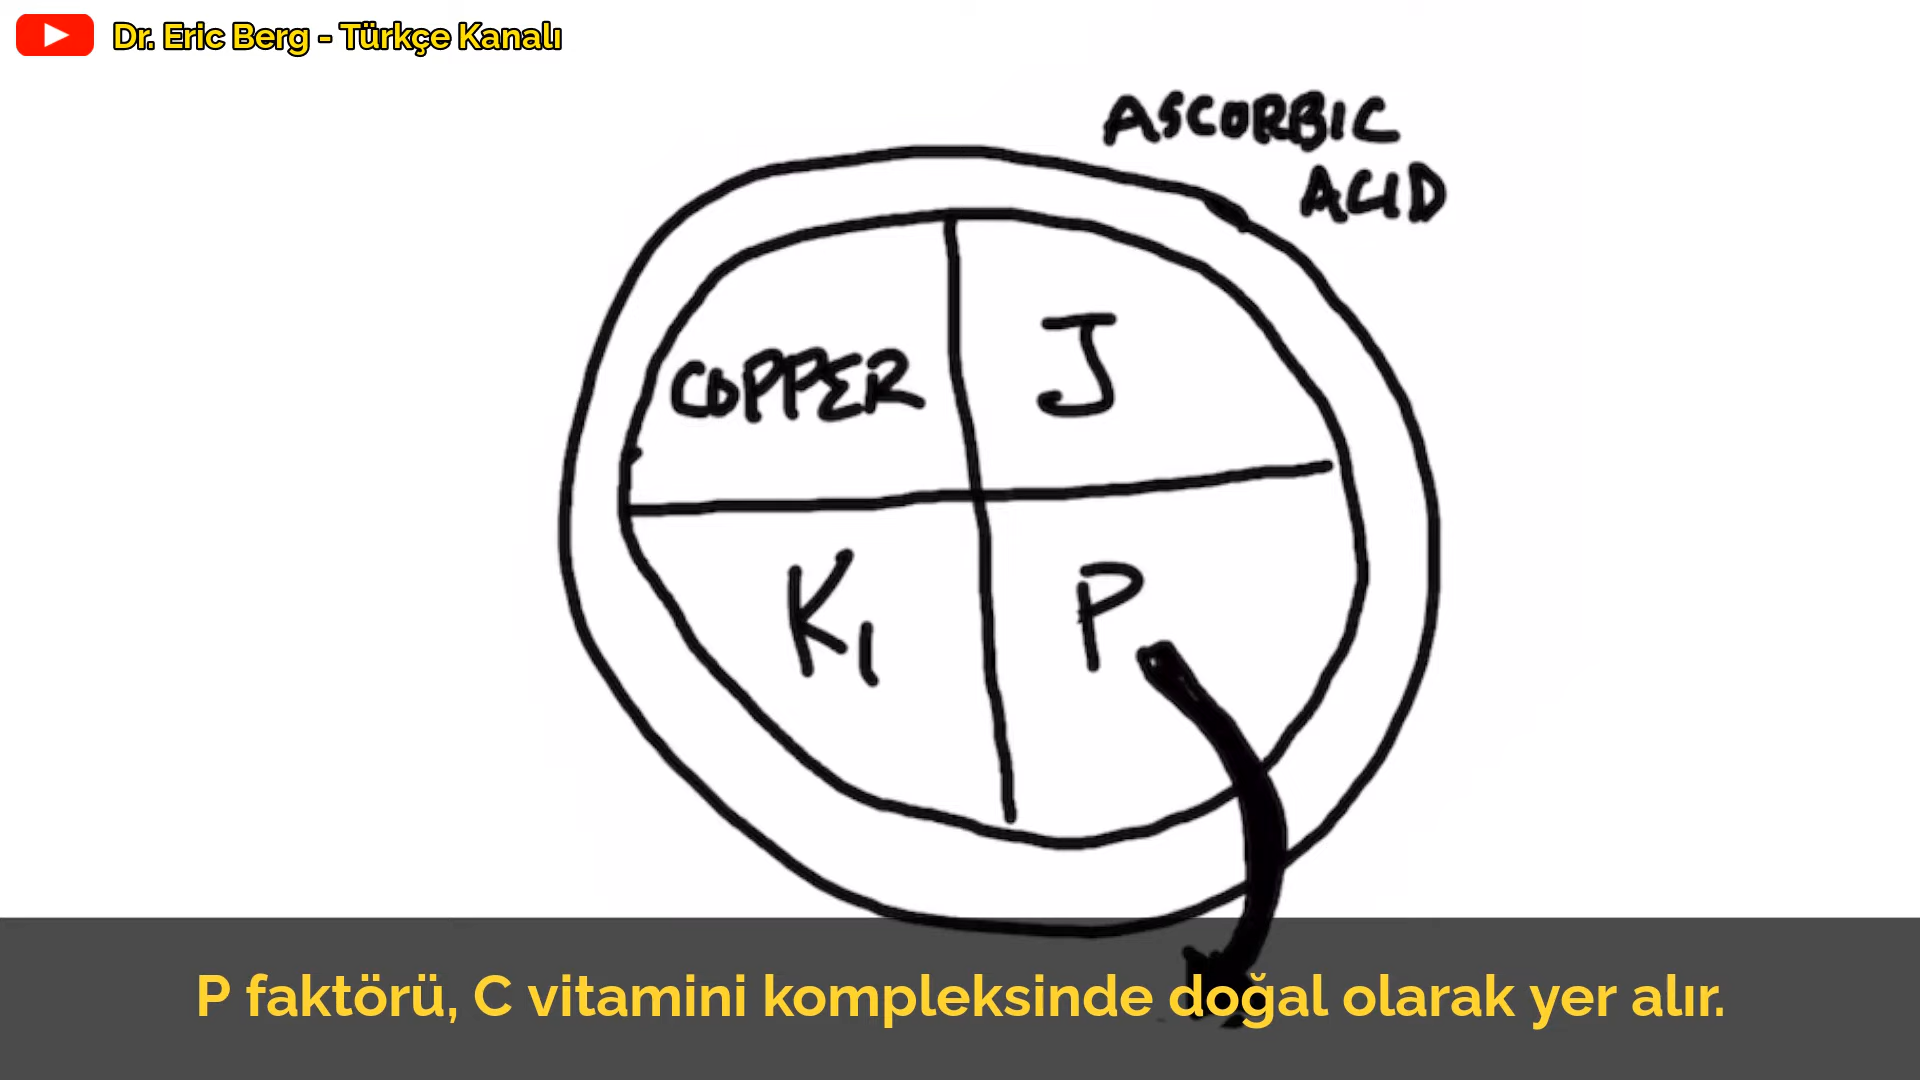 Dr. Eric Berg - Türkçe Kanalı
ASCORBIC
ACID
COPPER
J
K1
P
P faktörü, C vitamini kompleksinde doğal olarak yer alır.